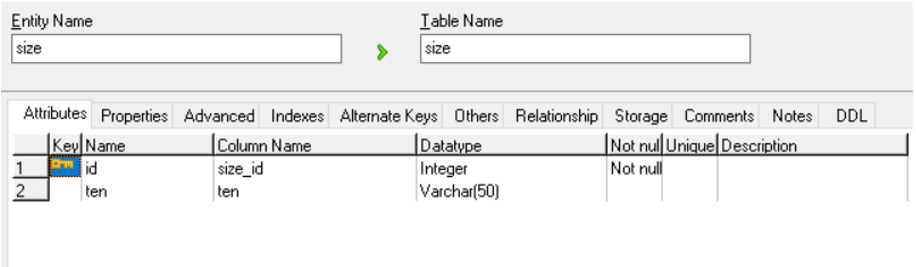 Entity Name Table Name
size size
Attributes Properties Advanced Indexes Alternate Keys Others Relationship Storage Comments Notes DDL
Key Name Column Name Datatype Not nul Unique Description
1 id size_id Integer Not null
2 ten ten Varchar(50)